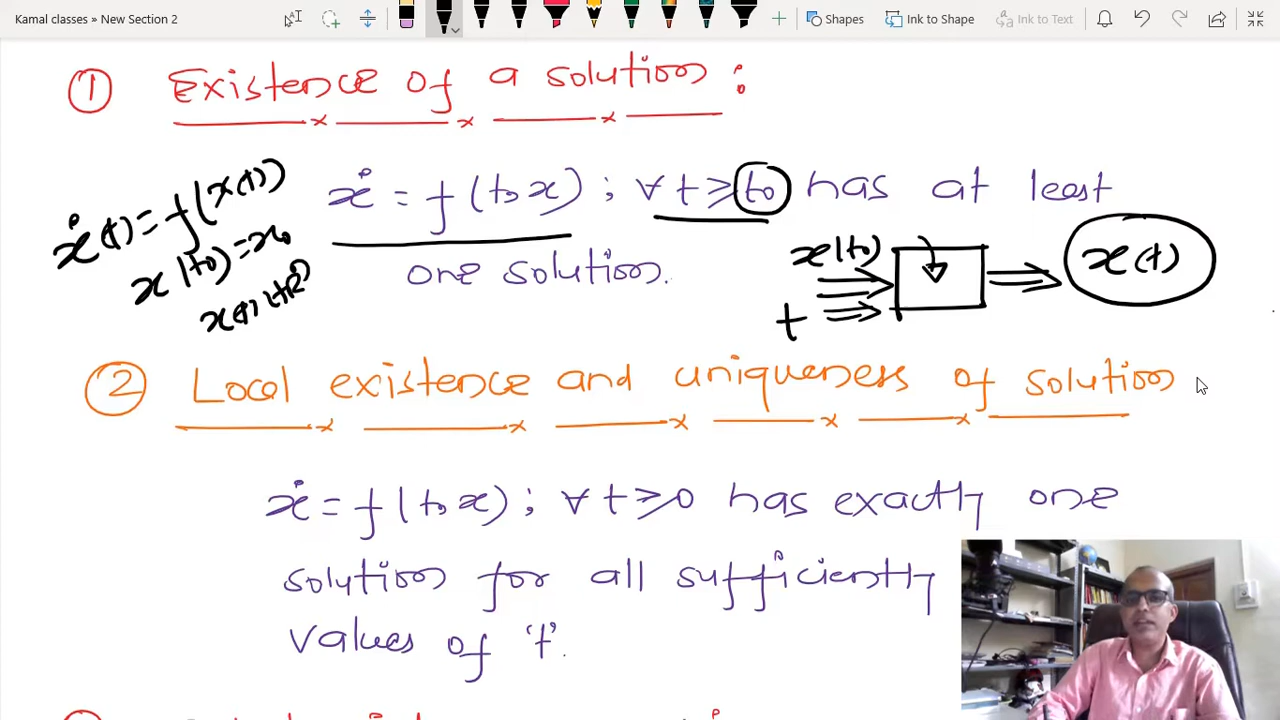 Kamal classes » New Section 2
Shapes
Ink to Shape
Ink to Text
① Existence of a solution :
ẋ = f(t, x) ; ∀ t ≥ t0 has at least
one solution.
ẋ(t) = f(x(t))
x(t0) = x0
x(t0)
t
x(t)
② Local existence and uniqueness of solution
ẋ = f(t, x) ; ∀ t ≥ 0 has exactly one
solution for all sufficiently
values of 't'.